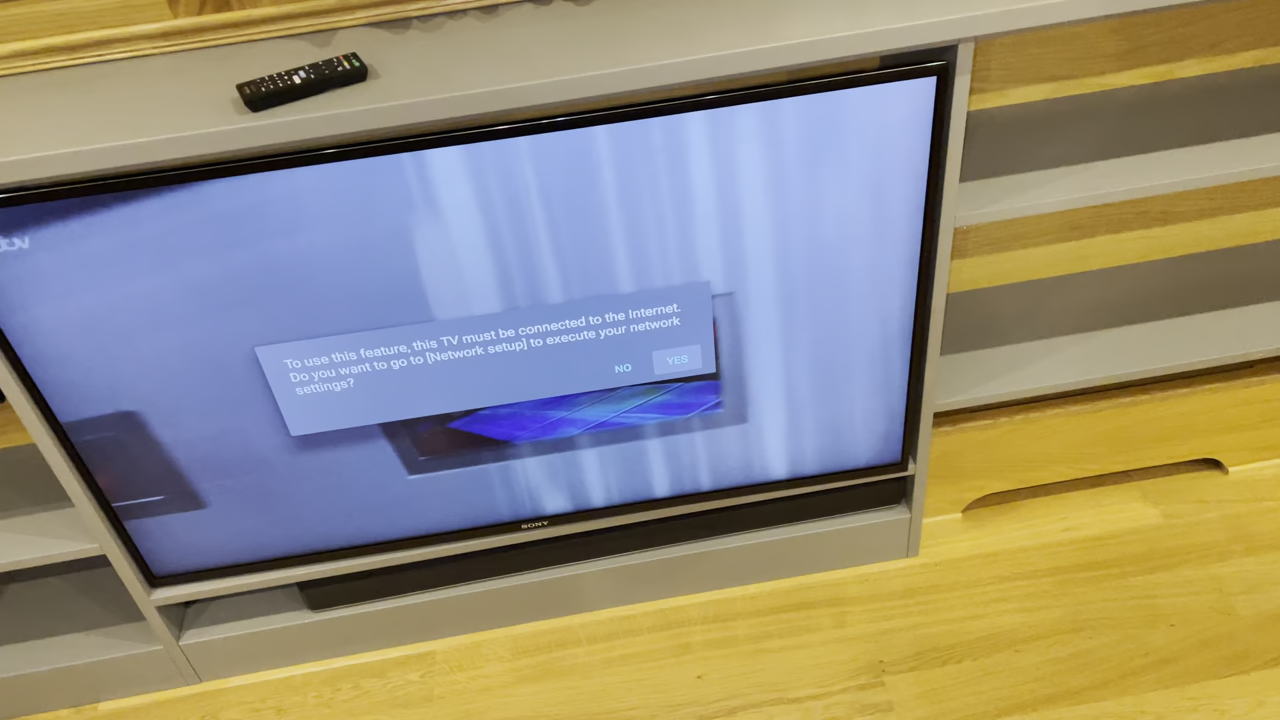 itv
To use this feature, this TV must be connected to the Internet.
Do you want to go to [Network setup] to execute your network
settings?
NO
YES
SONY